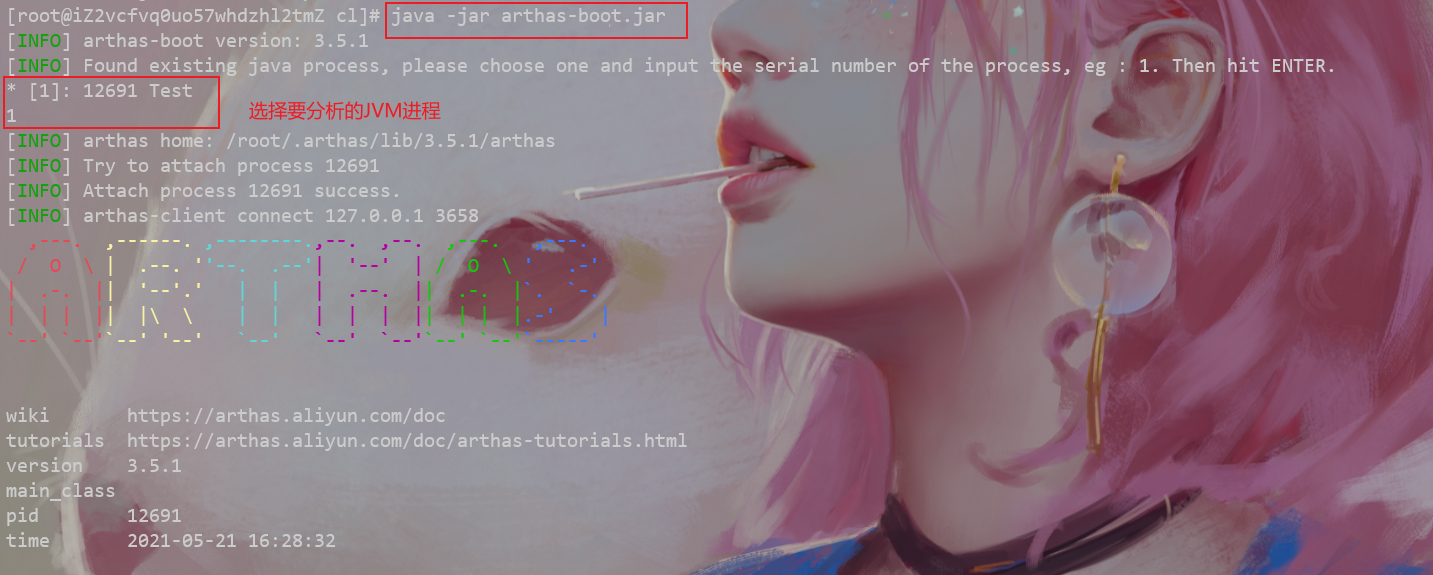 [root@iZ2vcfvq0uo57whdzhl2tmZ cl]# java -jar arthas-boot.jar
[INFO] arthas-boot version: 3.5.1
[INFO] Found existing java process, please choose one and input the serial number of the process, eg : 1. Then hit ENTER.
* [1]: 12691 Test
1 选择要分析的JVM进程
[INFO] arthas home: /root/.arthas/lib/3.5.1/arthas
[INFO] Try to attach process 12691
[INFO] Attach process 12691 success.
[INFO] arthas-client connect 127.0.0.1 3658
ARTHAS
wiki https://arthas.aliyun.com/doc
tutorials https://arthas.aliyun.com/doc/arthas-tutorials.html
version 3.5.1
main_class
pid 12691
time 2021-05-21 16:28:32